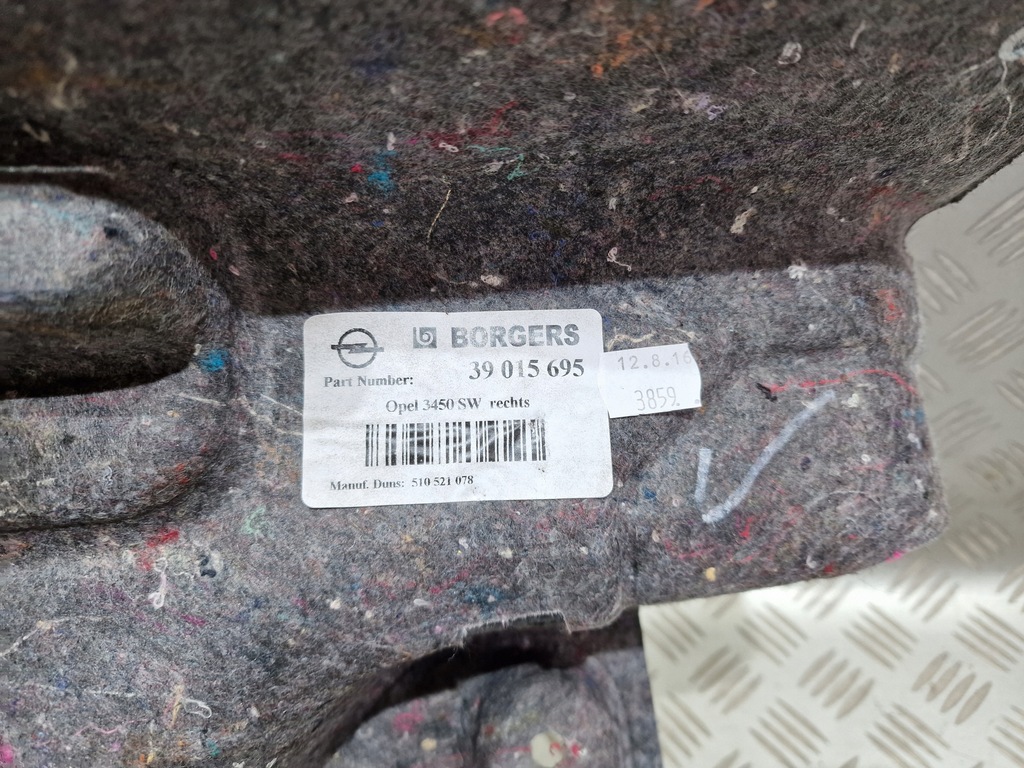 BORGERS
Part Number: 39 015 695
Opel 3450 SW rechts
Manuf. Duns: 510 521 078
12.8.16
3859